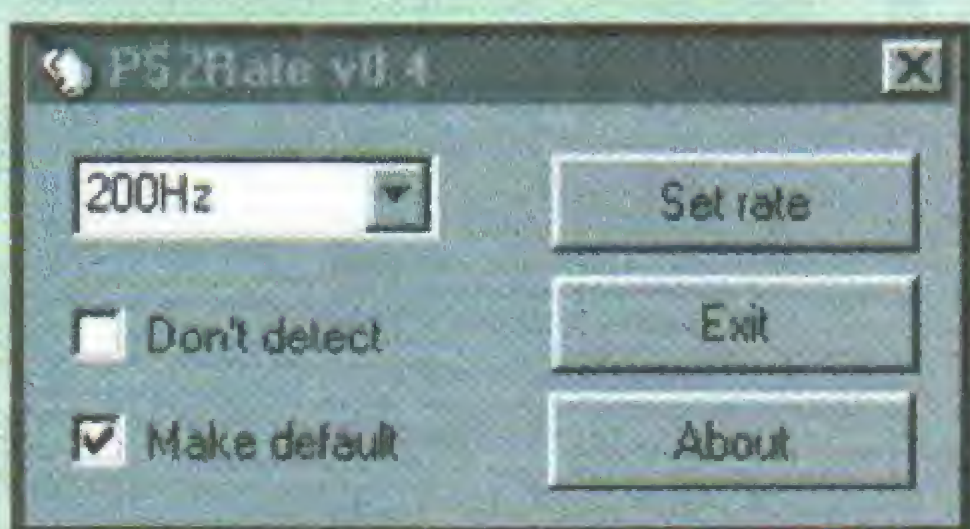 PS2Rate v0.4
200Hz
Set rate
Don't detect
Exit
Make default
About